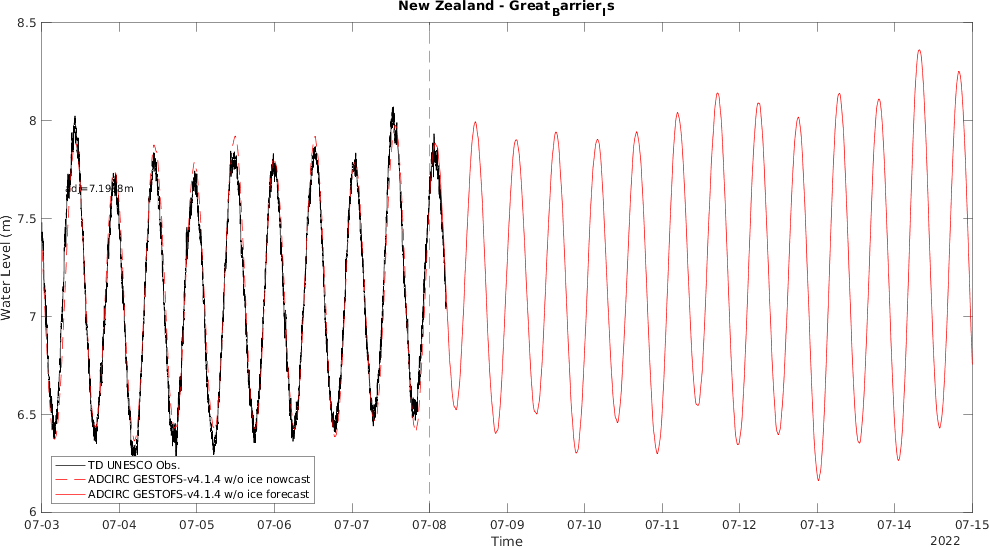 New Zealand - GreatBarrierIs
8.5
8
7.5
7
6.5
6
Water Level (m)
TD UNESCO Obs.
ADCIRC GESTOFS-v4.1.4 w/o ice nowcast
ADCIRC GESTOFS-v4.1.4 w/o ice forecast
07-03 07-04 07-05 07-06 07-07 07-08 07-09 07-10 07-11 07-12 07-13 07-14 07-15
Time
2022